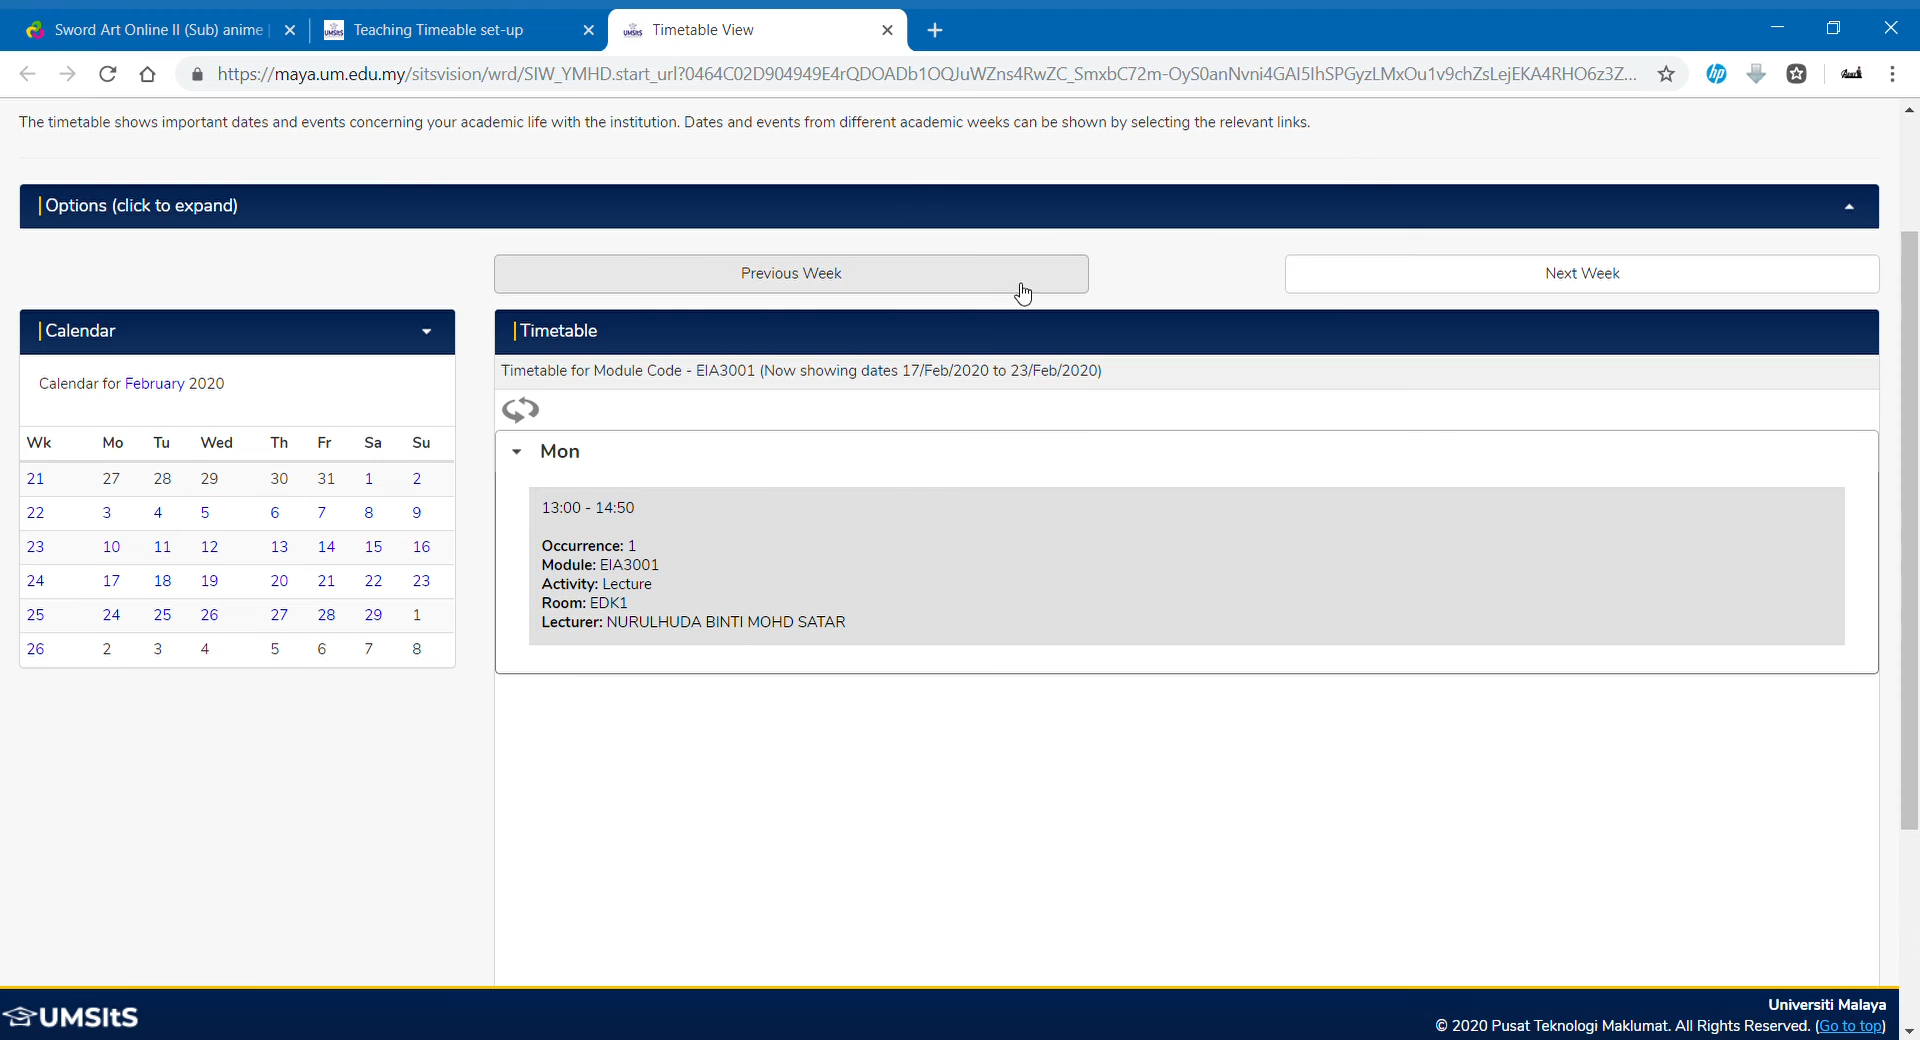 Sword Art Online II (Sub) anime
Teaching Timeable set-up
Timetable View
https://maya.um.edu.my/sitsvision/wrd/SIW_YMHD.start_url?0464C02D904949E4rQDOADb1OQJuWZns4RwZC_SmxbC72m-OyS0anNvni4GAI5IhSPGyzLMxOu1v9chZsLejEKA4RHO6z3Z...
The timetable shows important dates and events concerning your academic life with the institution. Dates and events from different academic weeks can be shown by selecting the relevant links.
Options (click to expand)
Previous Week
Next Week
Calendar
Calendar for February 2020
Wk Mo Tu Wed Th Fr Sa Su
21 27 28 29 30 31 1 2
22 3 4 5 6 7 8 9
23 10 11 12 13 14 15 16
24 17 18 19 20 21 22 23
25 24 25 26 27 28 29 1
26 2 3 4 5 6 7 8
Timetable
Timetable for Module Code - EIA3001 (Now showing dates 17/Feb/2020 to 23/Feb/2020)
Mon
13:00 - 14:50
Occurrence: 1
Module: EIA3001
Activity: Lecture
Room: EDK1
Lecturer: NURULHUDA BINTI MOHD SATAR
UMSItS
Universiti Malaya
© 2020 Pusat Teknologi Maklumat. All Rights Reserved. (Go to top)